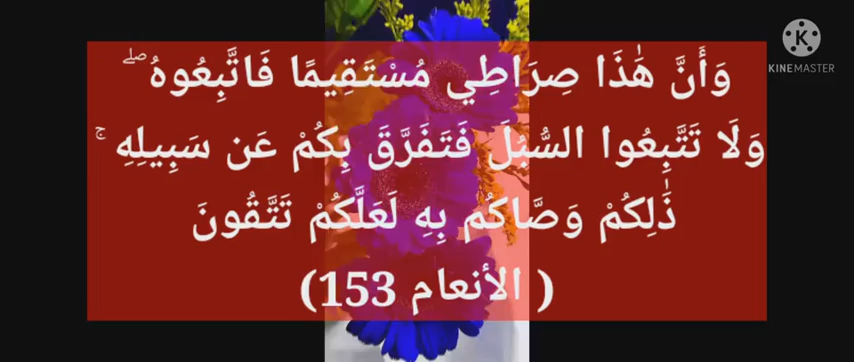 وَأَنَّ هَٰذَا صِرَاطِي مُسْتَقِيمًا فَاتَّبِعُوهُ ۖ
وَلَا تَتَّبِعُوا السُّبُلَ فَتَفَرَّقَ بِكُمْ عَن سَبِيلِهِ ۚ
ذَٰلِكُمْ وَصَّاكُم بِهِ لَعَلَّكُمْ تَتَّقُونَ
( الأنعام 153)
K
KINEMASTER